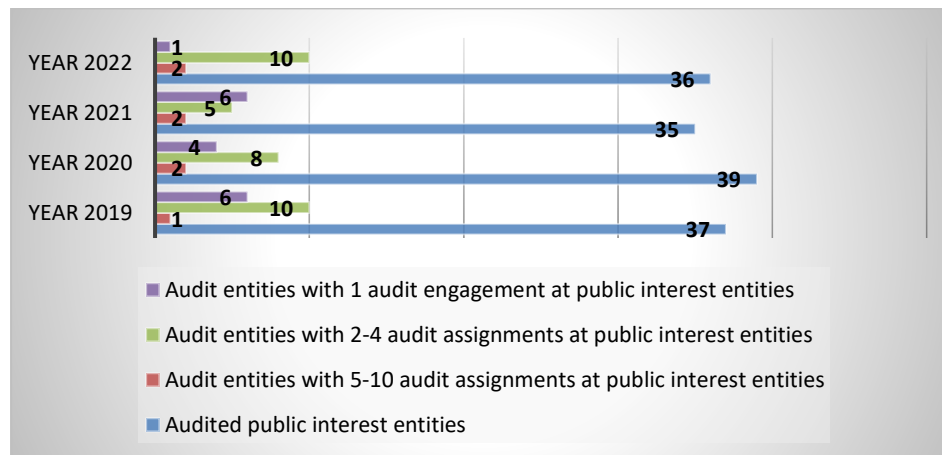 YEAR 2022
1
10
2
36
YEAR 2021
6
5
2
35
YEAR 2020
4
8
2
39
YEAR 2019
6
10
1
37
Audit entities with 1 audit engagement at public interest entities
Audit entities with 2-4 audit assignments at public interest entities
Audit entities with 5-10 audit assignments at public interest entities
Audited public interest entities